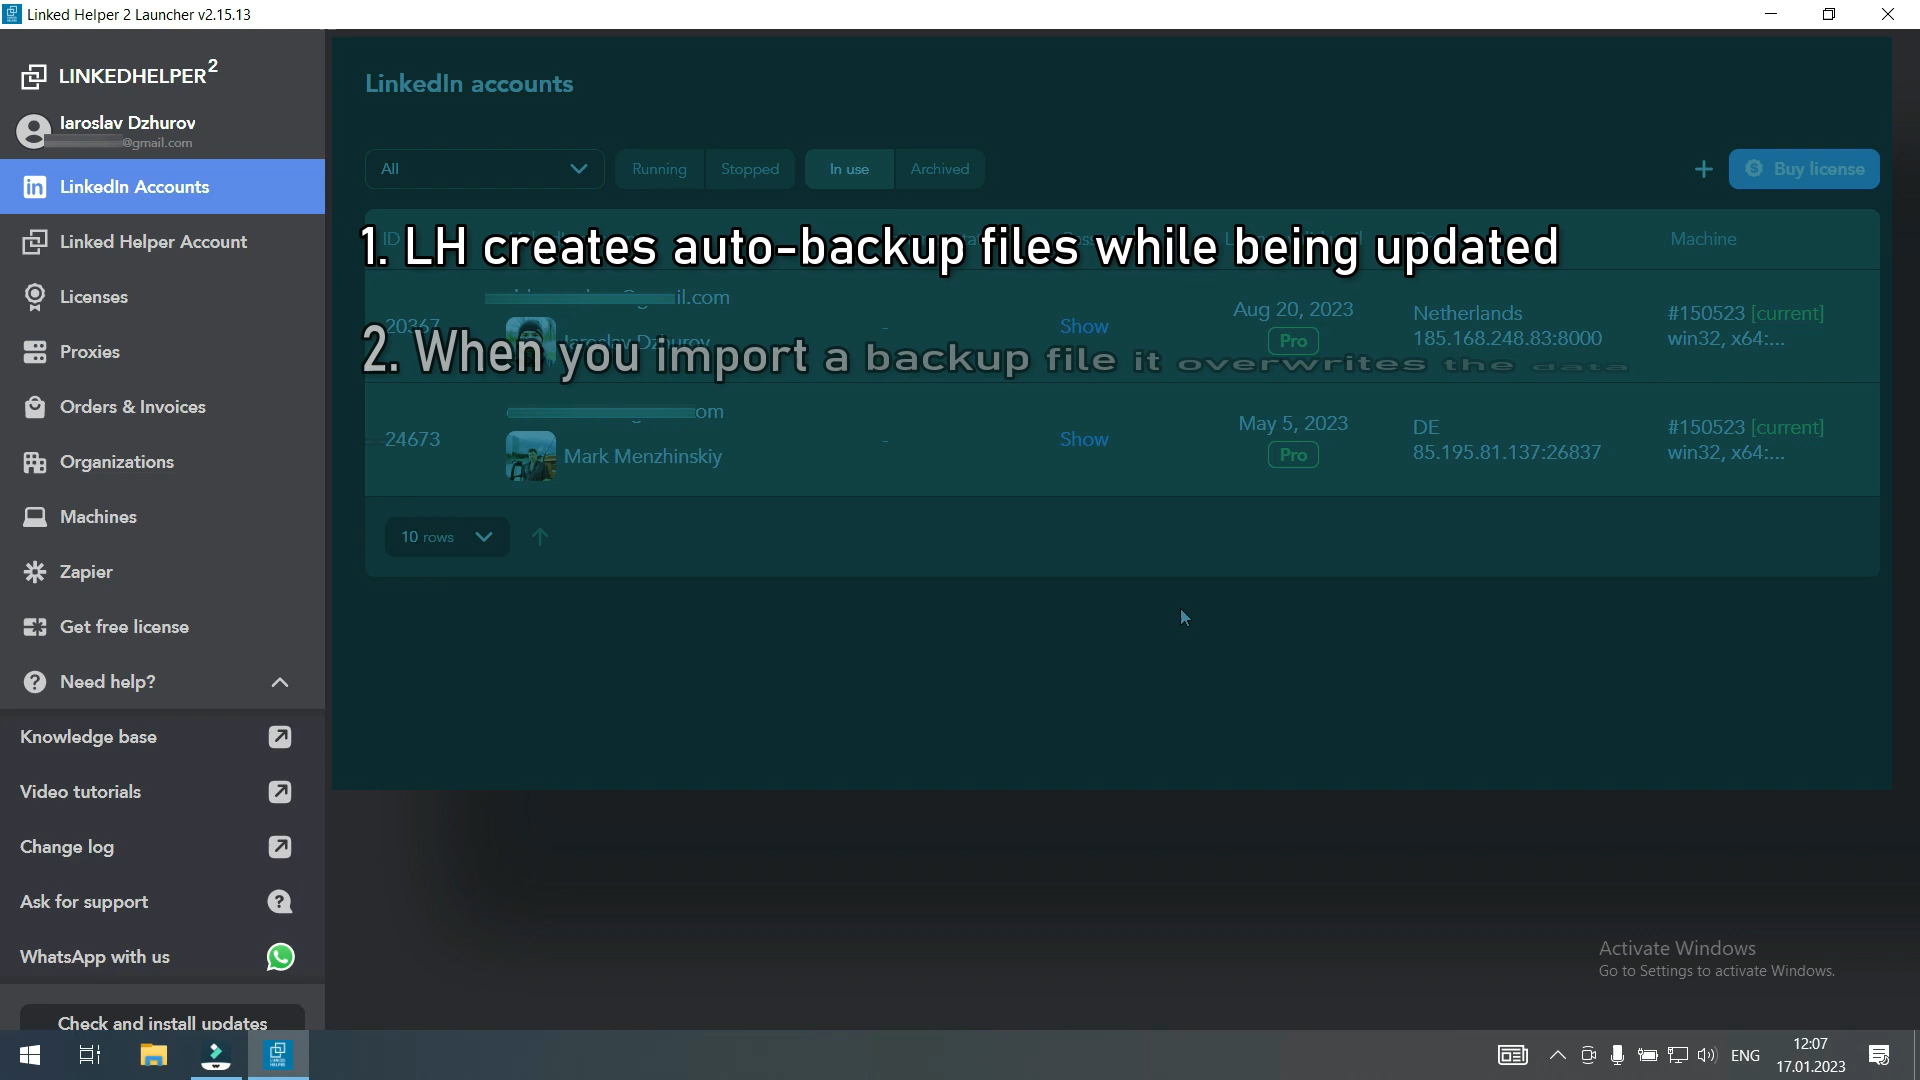 Linked Helper 2 Launcher v2.15.13
LINKEDHELPER2
Iaroslav Dzhurov
@gmail.com
LinkedIn Accounts
Linked Helper Account
Licenses
Proxies
Orders & Invoices
Organizations
Machines
Zapier
Get free license
Need help?
Knowledge base
Video tutorials
Change log
Ask for support
WhatsApp with us
Check and install updates
LinkedIn accounts
All
Running
Stopped
In use
Archived
Buy license
ID
Machine
1. LH creates auto-backup files while being updated
il.com
20367
Iaroslav Dzhurov
-
Show
Aug 20, 2023
Pro
Netherlands
185.168.248.83:8000
#150523 [current]
win32, x64:...
2. When you import a backup file it overwrites the data
om
24673
Mark Menzhinskiy
-
Show
May 5, 2023
Pro
DE
85.195.81.137:26837
#150523 [current]
win32, x64:...
10 rows
Activate Windows
Go to Settings to activate Windows.
ENG
12:07
17.01.2023